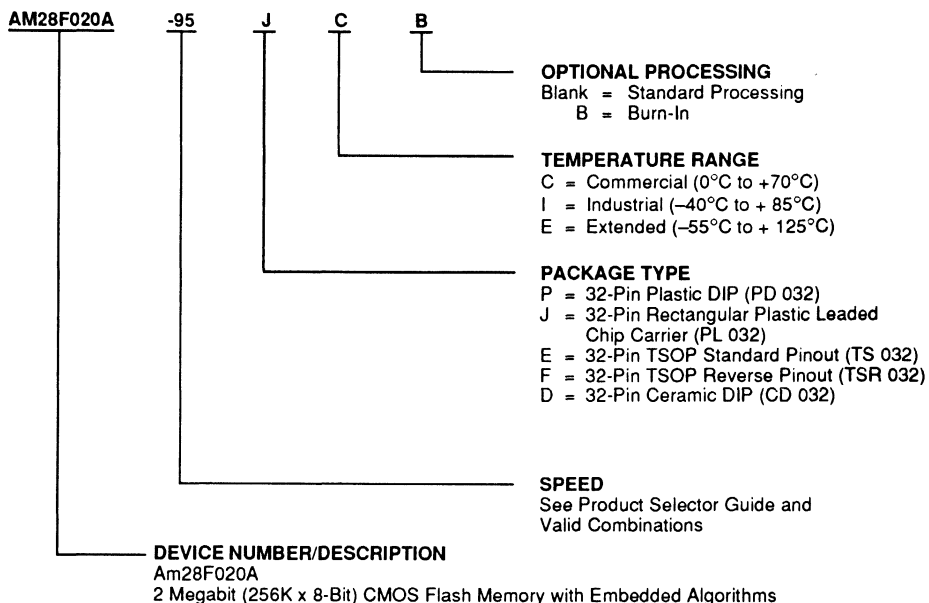 AM28F020A -95 J C B
OPTIONAL PROCESSING
Blank = Standard Processing
B = Burn-In
TEMPERATURE RANGE
C = Commercial (0°C to +70°C)
I = Industrial (–40°C to + 85°C)
E = Extended (–55°C to + 125°C)
PACKAGE TYPE
P = 32-Pin Plastic DIP (PD 032)
J = 32-Pin Rectangular Plastic Leaded
Chip Carrier (PL 032)
E = 32-Pin TSOP Standard Pinout (TS 032)
F = 32-Pin TSOP Reverse Pinout (TSR 032)
D = 32-Pin Ceramic DIP (CD 032)
SPEED
See Product Selector Guide and
Valid Combinations
DEVICE NUMBER/DESCRIPTION
Am28F020A
2 Megabit (256K x 8-Bit) CMOS Flash Memory with Embedded Algorithms